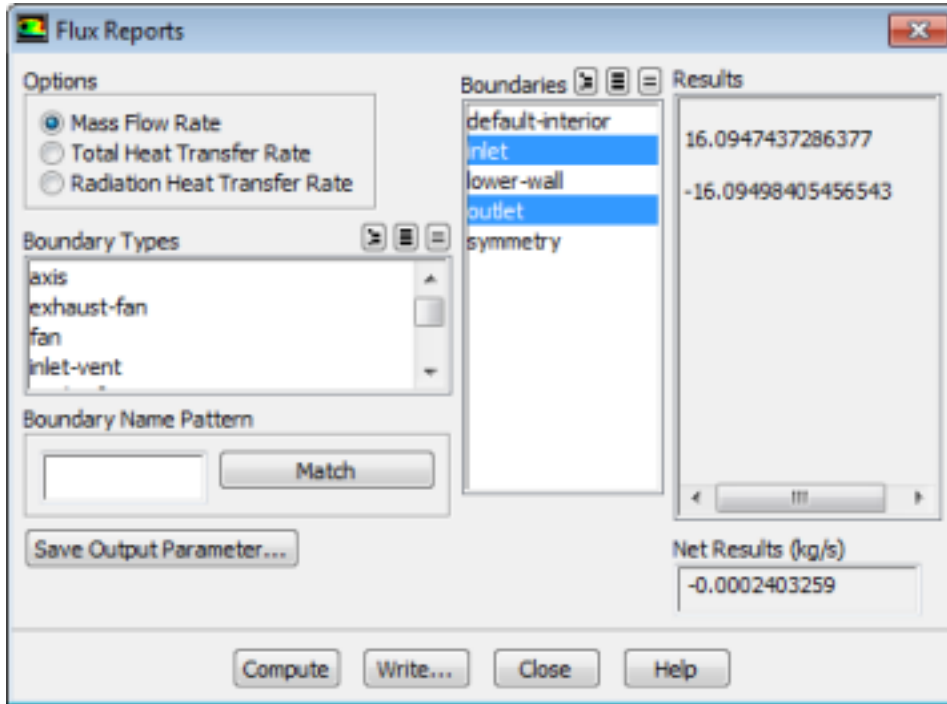 Flux Reports
Options
Mass Flow Rate
Total Heat Transfer Rate
Radiation Heat Transfer Rate
Boundary Types
axis
exhaust-fan
fan
inlet-vent
Boundary Name Pattern
Match
Save Output Parameter...
Boundaries
default-interior
inlet
lower-wall
outlet
symmetry
Results
16.0947437286377
-16.09498405456543
Net Results (kg/s)
-0.0002403259
Compute
Write...
Close
Help